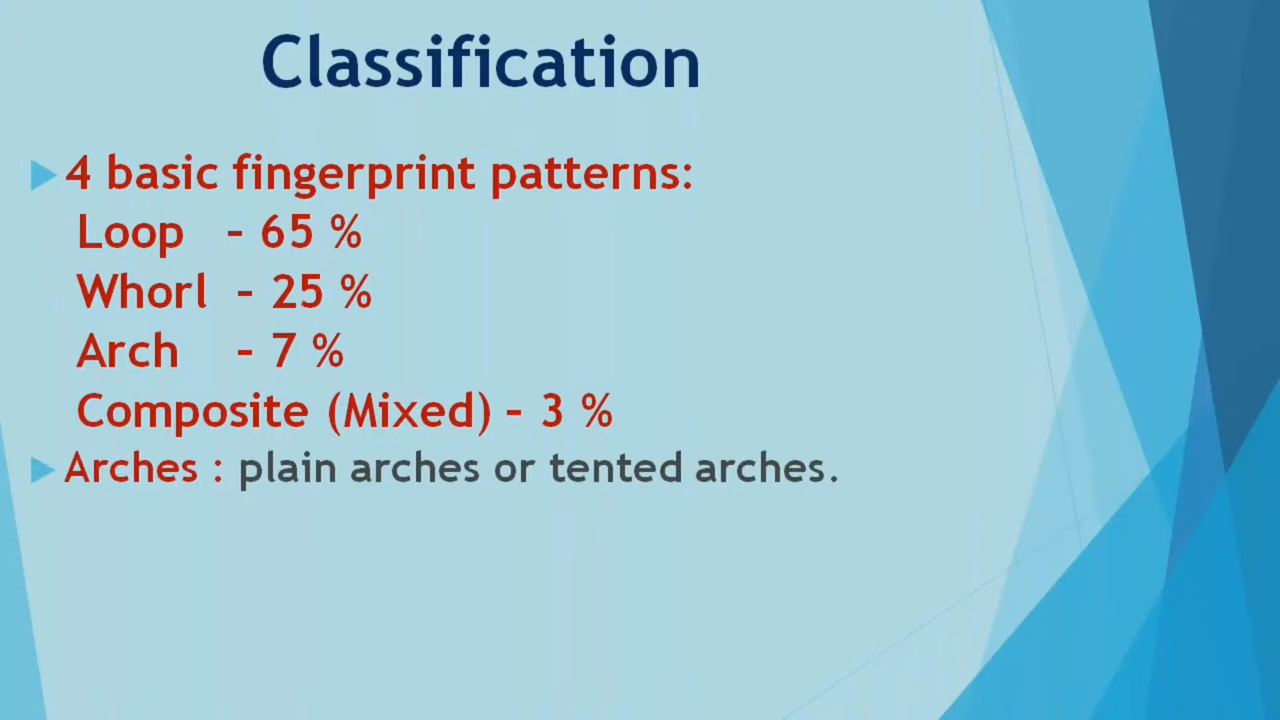 Classification
4 basic fingerprint patterns:
Loop – 65 %
Whorl – 25 %
Arch – 7 %
Composite (Mixed) – 3 %
Arches : plain arches or tented arches.